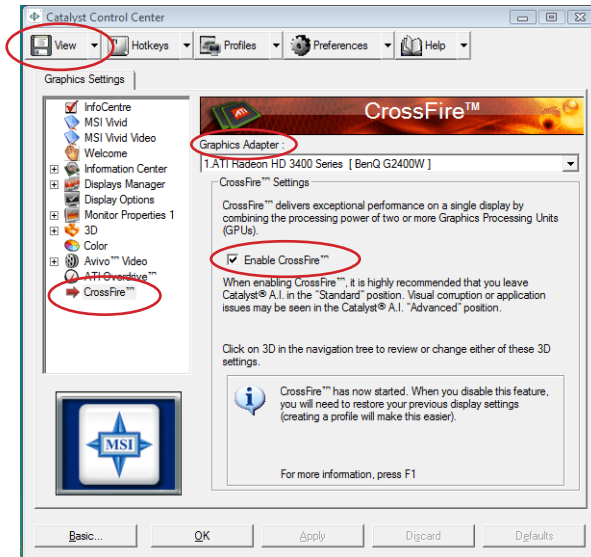 Catalyst Control Center
View Hotkeys Profiles Preferences Help
Graphics Settings
InfoCentre
MSI Vivid
MSI Vivid Video
Welcome
Information Center
Displays Manager
Display Options
Monitor Properties 1
3D
Color
Avivo™ Video
ATI Overdrive™
CrossFire™
CrossFire™
Graphics Adapter :
1.ATI Radeon HD 3400 Series [ BenQ G2400W ]
CrossFire™ Settings
CrossFire™ delivers exceptional performance on a single display by
combining the processing power of two or more Graphics Processing Units
(GPUs).
Enable CrossFire™
When enabling CrossFire™, it is highly recommended that you leave
Catalyst® A.I. in the "Standard" position. Visual corruption or application
issues may be seen in the Catalyst® A.I. "Advanced" position.
Click on 3D in the navigation tree to review or change either of these 3D
settings.
CrossFire™ has now started. When you disable this feature,
you will need to restore your previous display settings
(creating a profile will make this easier).
For more information, press F1
MSI
Basic... OK Apply Discard Defaults